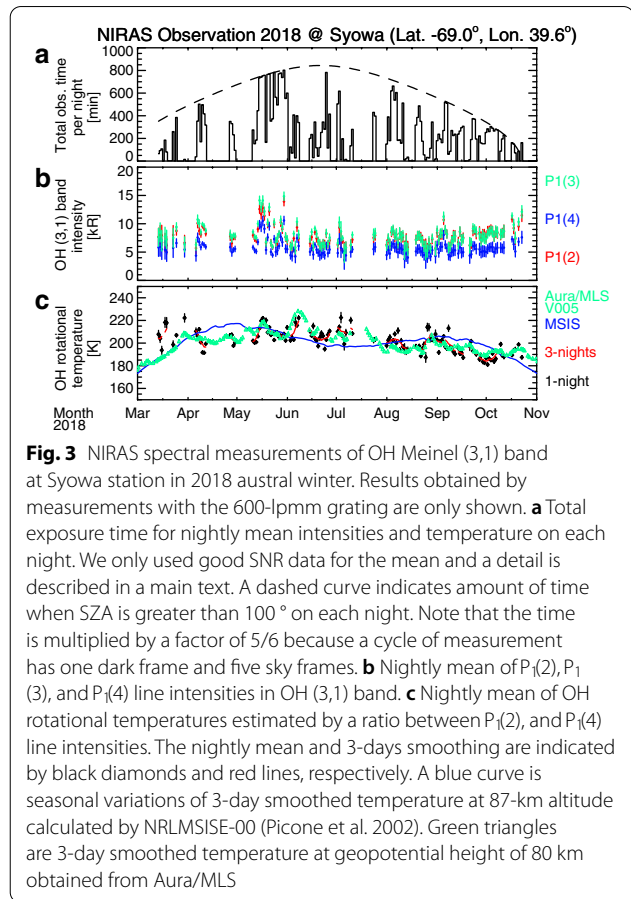 NIRAS Observation 2018 @ Syowa (Lat. -69.0°, Lon. 39.6°)
a
Total obs. time
per night
[min]
1000
800
600
400
200
0
b
OH (3,1) band
intensity
[kR]
20
15
10
5
0
P1(3)
P1(4)
P1(2)
c
OH rotational
temperature
[K]
220
200
180
160
Aura/MLS
V005
MSIS
3-nights
1-night
Month
2018
Mar Apr May Jun Jul Aug Sep Oct Nov
Fig. 3 NIRAS spectral measurements of OH Meinel (3,1) band
at Syowa station in 2018 austral winter. Results obtained by
measurements with the 600-lpmm grating are only shown. a Total
exposure time for nightly mean intensities and temperature on each
night. We only used good SNR data for the mean and a detail is
described in a main text. A dashed curve indicates amount of time
when SZA is greater than 100 ° on each night. Note that the time
is multiplied by a factor of 5/6 because a cycle of measurement
has one dark frame and five sky frames. b Nightly mean of P₁(2), P₁
(3), and P₁(4) line intensities in OH (3,1) band. c Nightly mean of OH
rotational temperatures estimated by a ratio between P₁(2), and P₁(4)
line intensities. The nightly mean and 3-days smoothing are indicated
by black diamonds and red lines, respectively. A blue curve is
seasonal variations of 3-day smoothed temperature at 87-km altitude
calculated by NRLMSISE-00 (Picone et al. 2002). Green triangles
are 3-day smoothed temperature at geopotential height of 80 km
obtained from Aura/MLS